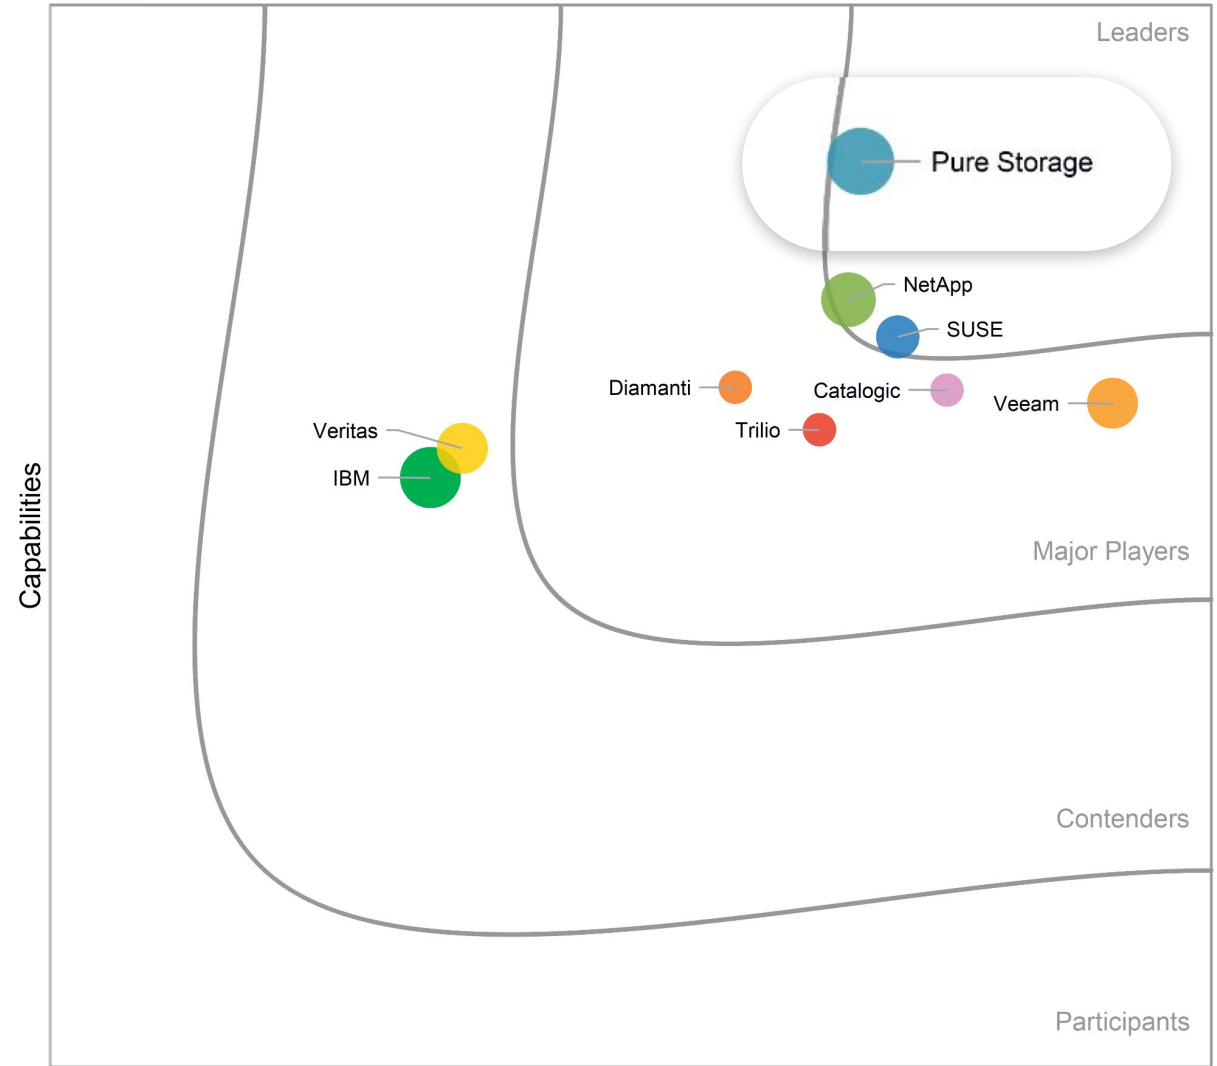 Leaders
Pure Storage
NetApp
SUSE
Diamanti
Catalogic
Veeam
Trilio
Veritas
IBM
Capabilities
Major Players
Contenders
Participants